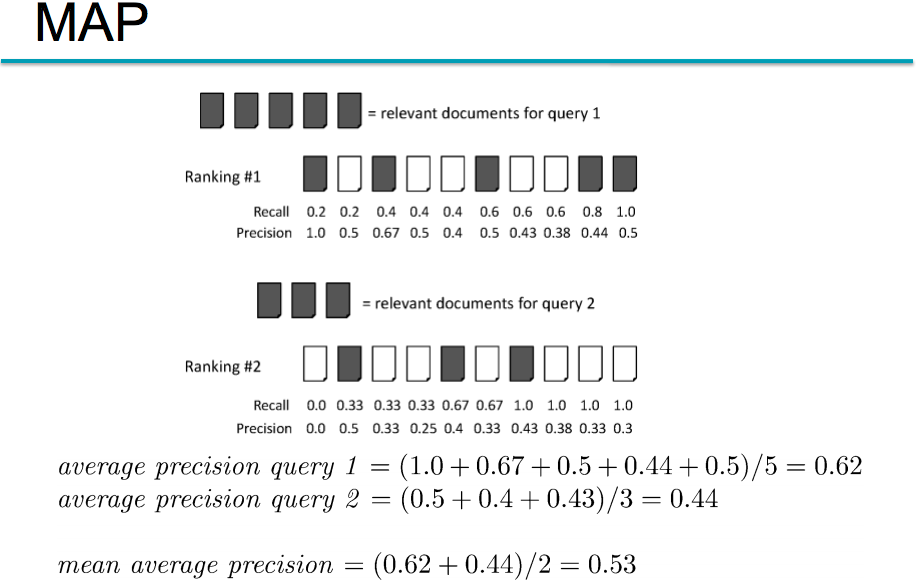 MAP
= relevant documents for query 1
Ranking #1
Recall 0.2 0.2 0.4 0.4 0.4 0.6 0.6 0.6 0.8 1.0
Precision 1.0 0.5 0.67 0.5 0.4 0.5 0.43 0.38 0.44 0.5
= relevant documents for query 2
Ranking #2
Recall 0.0 0.33 0.33 0.33 0.67 0.67 1.0 1.0 1.0 1.0
Precision 0.0 0.5 0.33 0.25 0.4 0.33 0.43 0.38 0.33 0.3
average precision query 1 = (1.0 + 0.67 + 0.5 + 0.44 + 0.5)/5 = 0.62
average precision query 2 = (0.5 + 0.4 + 0.43)/3 = 0.44
mean average precision = (0.62 + 0.44)/2 = 0.53